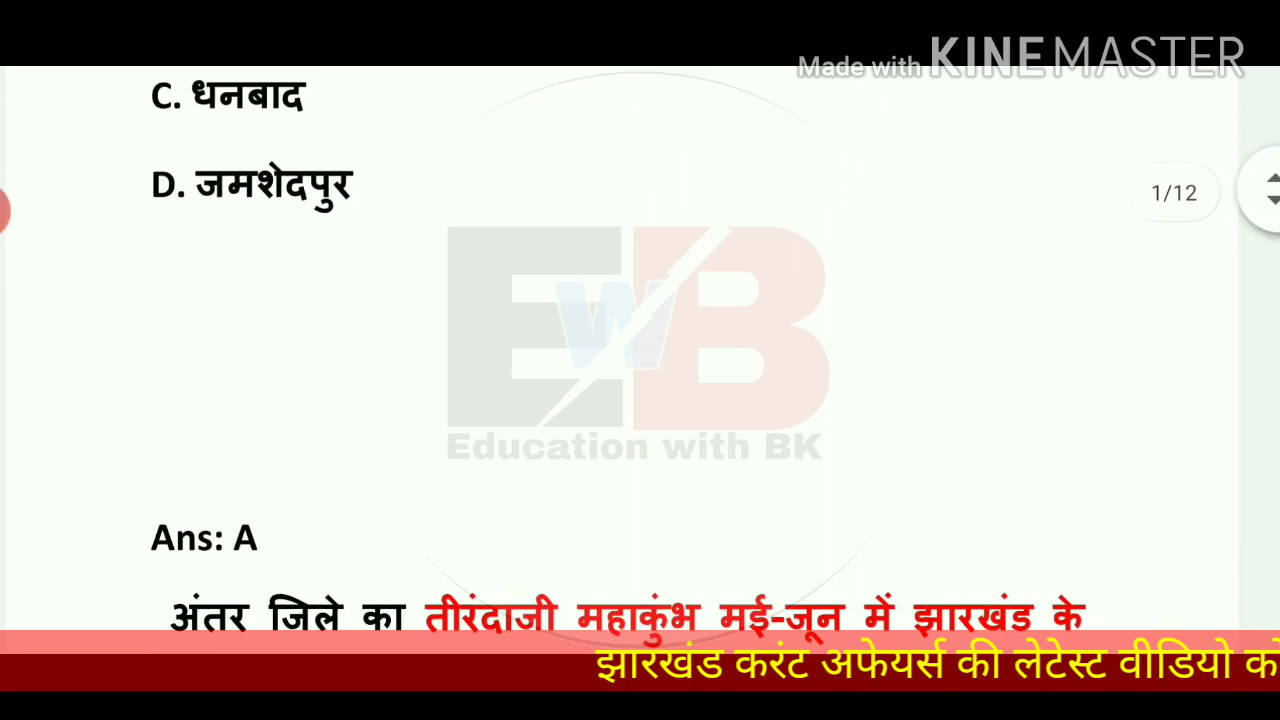 Made with KINEMASTER
C. धनबाद
D. जमशेदपुर
1/12
EWB
Education with BK
Ans: A
अंतर जिले का तीरंदाजी महाकुंभ मई-जून में झारखंड के
झारखंड करंट अफेयर्स की लेटेस्ट वीडियो को